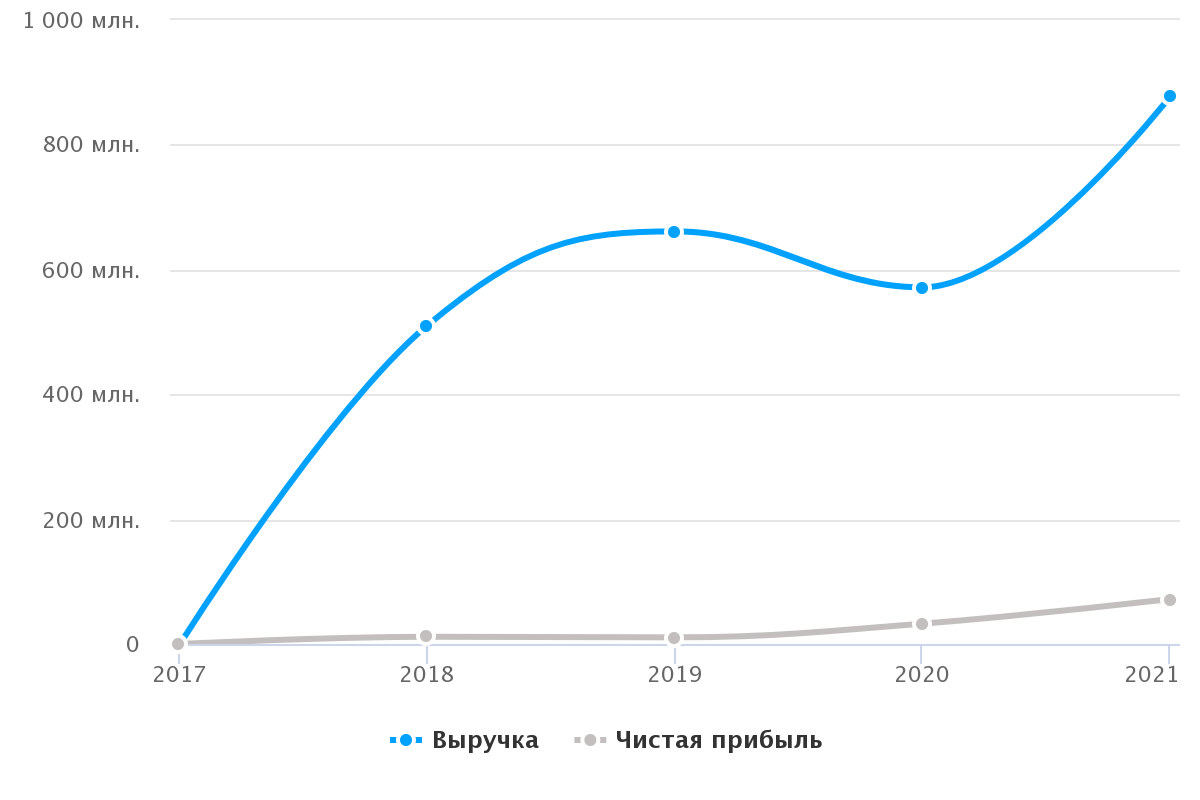 1 000 млн.
800 млн.
600 млн.
400 млн.
200 млн.
0
2017 2018 2019 2020 2021
Выручка Чистая прибыль